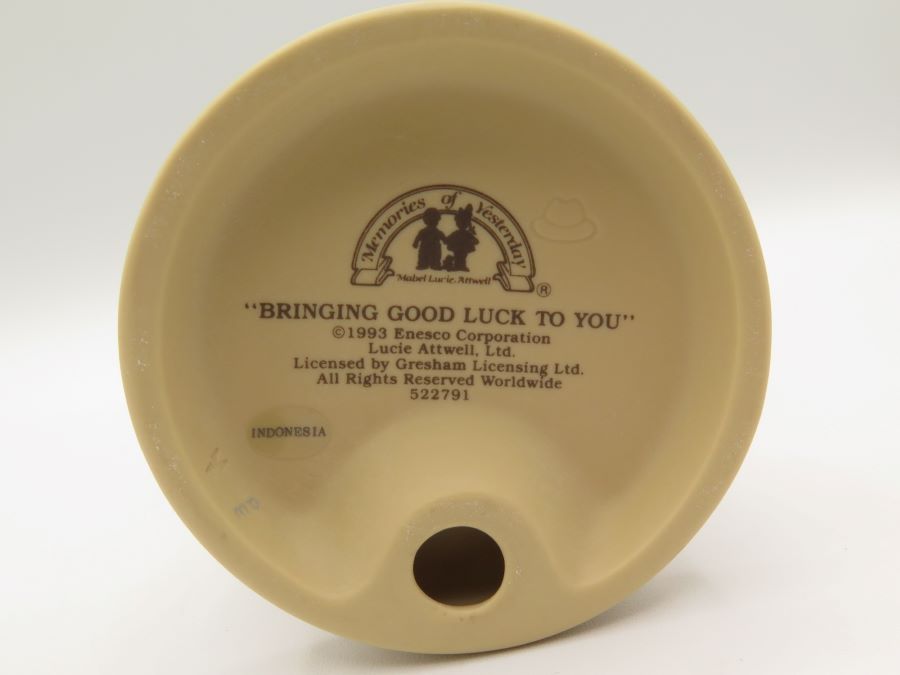 Memories of Yesterday
Mabel Lucie Attwell
®
“BRINGING GOOD LUCK TO YOU”
©1993 Enesco Corporation
Lucie Attwell, Ltd.
Licensed by Gresham Licensing Ltd.
All Rights Reserved Worldwide
522791
INDONESIA